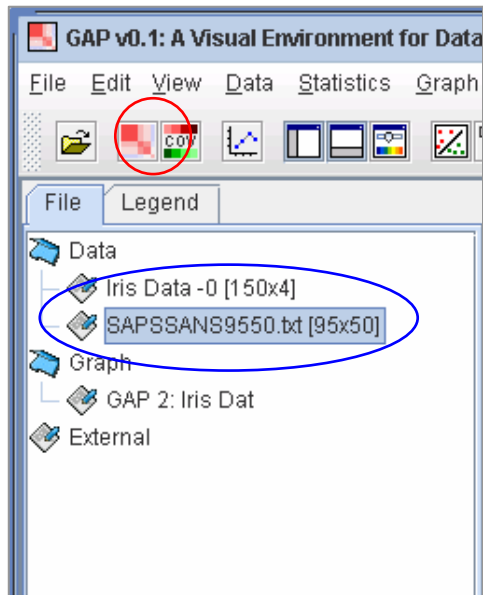 GAP v0.1: A Visual Environment for Data
File Edit View Data Statistics Graph
COV
File Legend
Data
Iris Data -0 [150x4]
SAPSSANS9550.txt [95x50]
Graph
GAP 2: Iris Dat
External